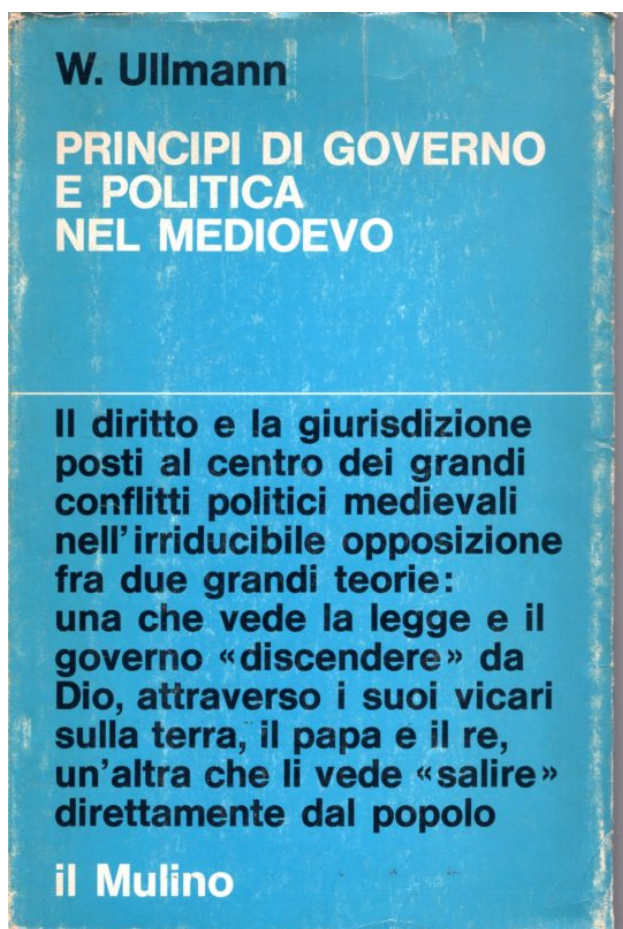 W. Ullmann
PRINCIPI DI GOVERNO
E POLITICA
NEL MEDIOEVO
Il diritto e la giurisdizione
posti al centro dei grandi
conflitti politici medievali
nell'irriducibile opposizione
fra due grandi teorie:
una che vede la legge e il
governo «discendere» da
Dio, attraverso i suoi vicari
sulla terra, il papa e il re,
un'altra che li vede «salire»
direttamente dal popolo
il Mulino